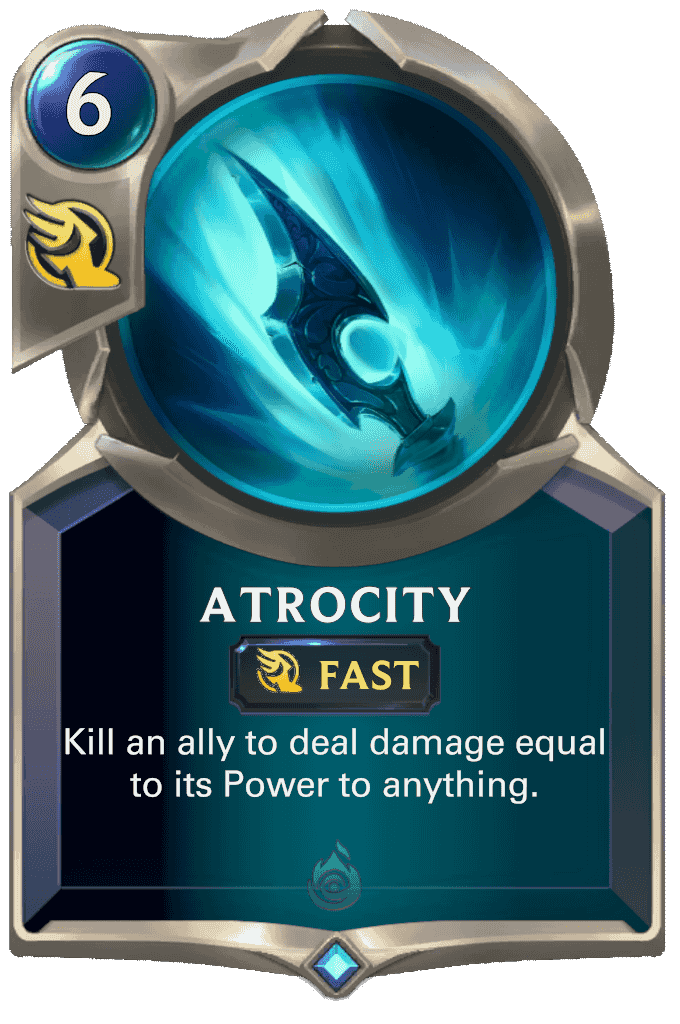 6
ATROCITY
FAST
Kill an ally to deal damage equal
to its Power to anything.